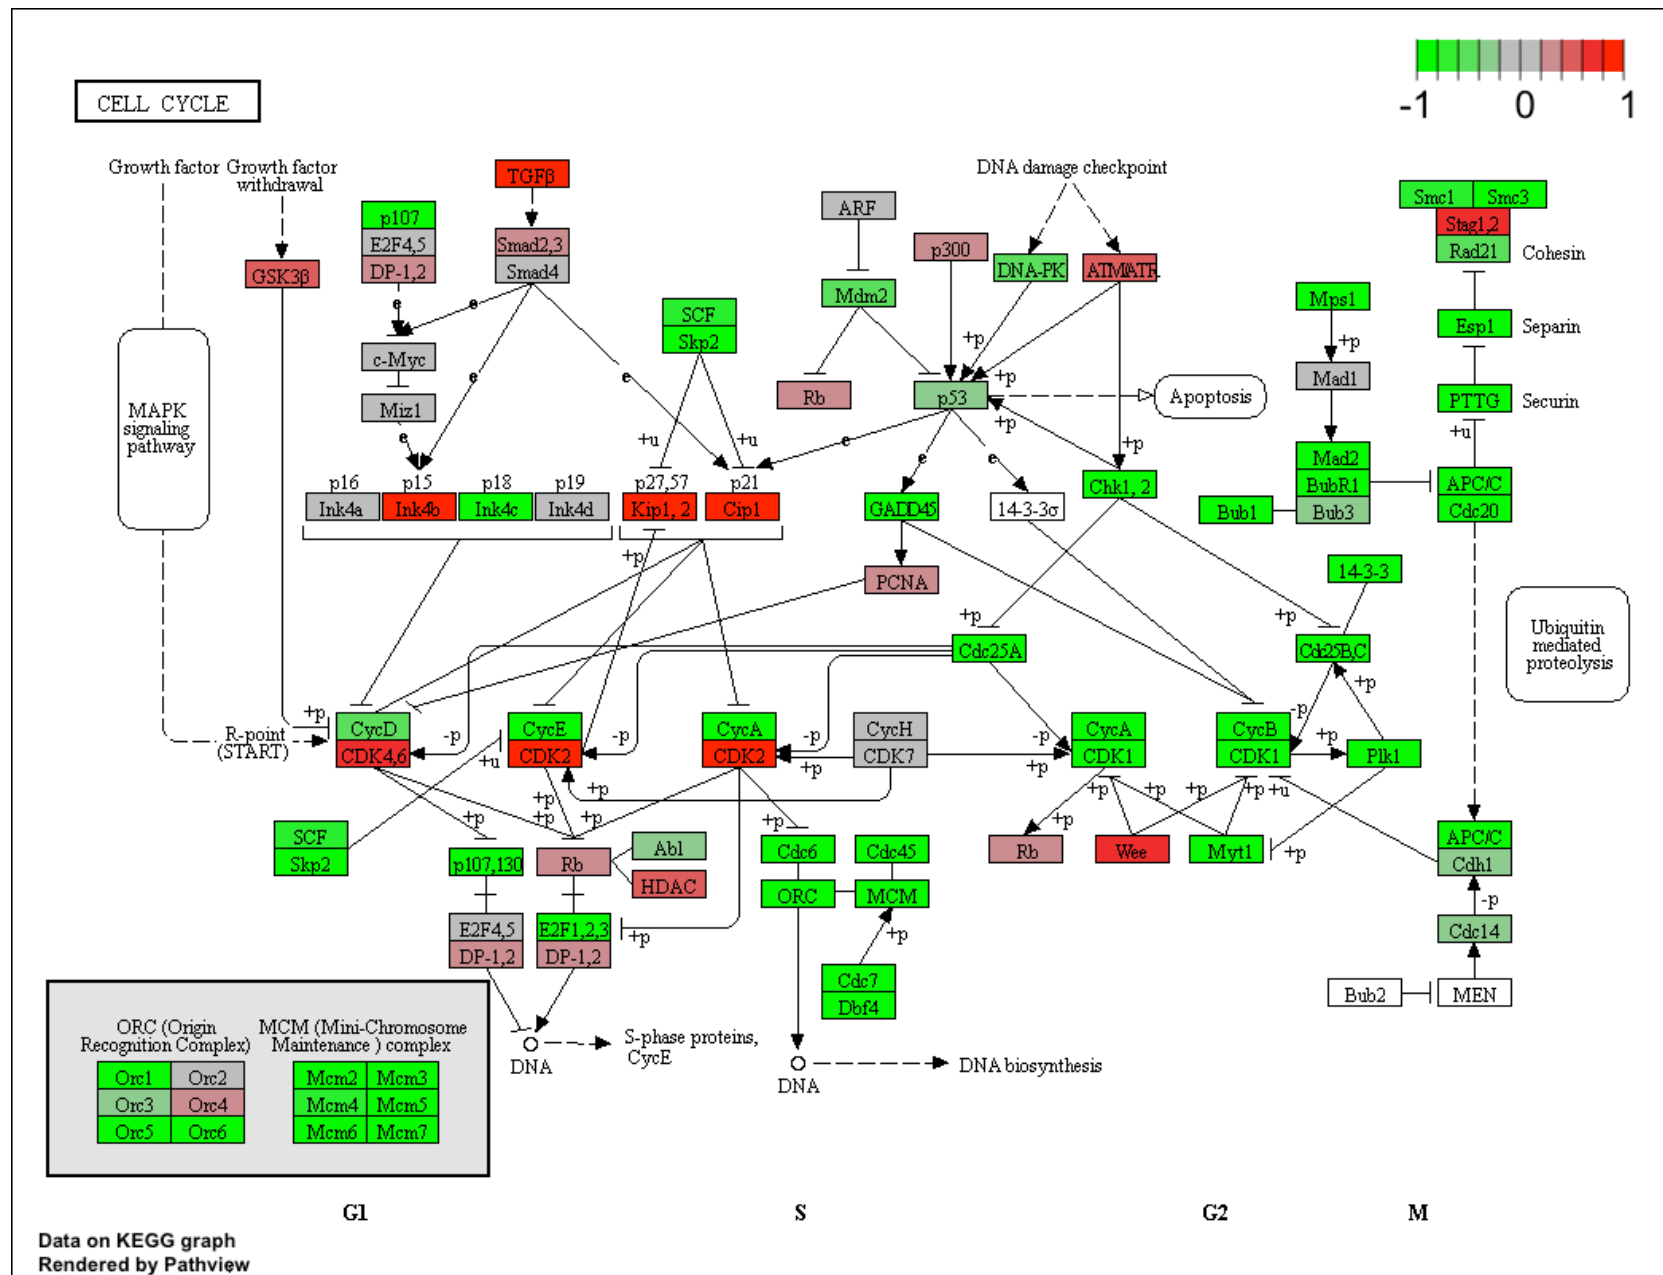 CELL CYCLE
-1 0 1
Growth factor
Growth factor
withdrawal
TGFβ
DNA damage checkpoint
Smc1 Smc3
Stag1,2
Rad21
Cohesin
p107
E2F4,5
DP-1,2
Smad2,3
Smad4
ARF
p300
DNA-PK
ATM/ATR
GSK3β
e
e
Mdm2
Mps1
+p
Esp1
Separin
SCF
Skp2
+p
c-Myc
Mad1
e
e
Rb
p53
+p
Apoptosis
MAPK
signaling
pathway
Miz1
PTTG
Securin
e
+u
+u
e
+p
+p
+u
e
e
Mad2
BubR1
Bub3
Bub1
APC/C
Cdc20
p16
Ink4a
p15
Ink4b
p18
Ink4c
p19
Ink4d
p27,57
Kip1, 2
p21
Cip1
GADD45
14-3-3σ
Chk1, 2
+p
PCNA
14-3-3
+p
+p
Cdc25A
Cdc25B,C
Ubiquitin
mediated
proteolysis
+p
R-point
(START)
+p
CycD
CDK4,6
-p
CycE
CDK2
-p
CycA
CDK2
-p
+p
CycH
CDK7
-p
+p
CycA
CDK1
CycB
CDK1
-p
+p
Plk1
+u
+p
+p
+p
+p
+p
+p
+p
+p
+p
+p
+u
SCF
Skp2
p107,130
Rb
Abl
HDAC
Cdc6
Cdc45
Rb
Wee
Myt1
+p
APC/C
Cdh1
ORC
MCM
-p
E2F4,5
DP-1,2
E2F1,2,3
DP-1,2
+p
+p
Cdc14
Cdc7
Dbf4
Bub2
MEN
DNA
S-phase proteins,
CycE
DNA
DNA biosynthesis
ORC (Origin
Recognition Complex)
MCM (Mini-Chromosome
Maintenance ) complex
Orc1 Orc2
Orc3 Orc4
Orc5 Orc6
Mcm2 Mcm3
Mcm4 Mcm5
Mcm6 Mcm7
G1 S G2 M
Data on KEGG graph
Rendered by Pathview